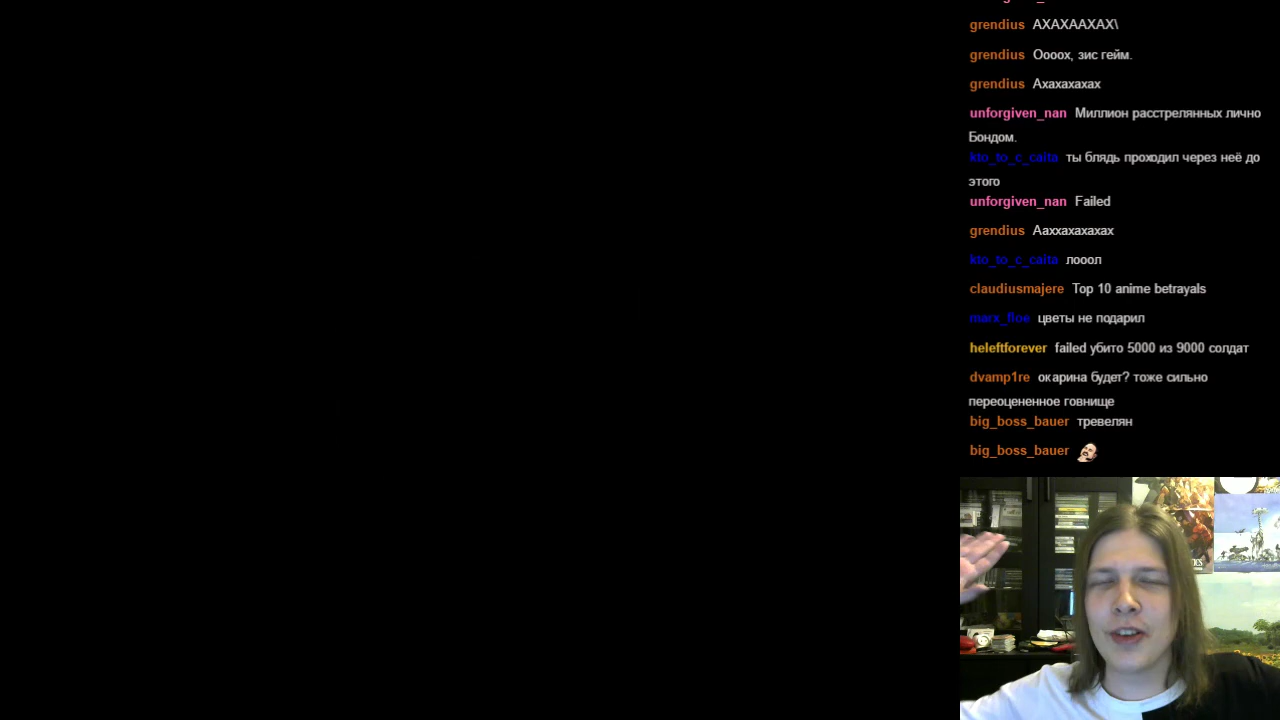 grendius АХАХААХАХ\
grendius Оооох, зис гейм.
grendius Ахахахахах
unforgiven_nan Миллион расстрелянных лично
Бондом.
kto_to_c_caita ты блядь проходил через неё до
этого
unforgiven_nan Failed
grendius Ааххахахахах
kto_to_c_caita лооол
claudiusmajere Top 10 anime betrayals
marx_floe цветы не подарил
heleftforever failed убито 5000 из 9000 солдат
dvamp1re окарина будет? тоже сильно
переоцененное говнище
big_boss_bauer тревелян
big_boss_bauer